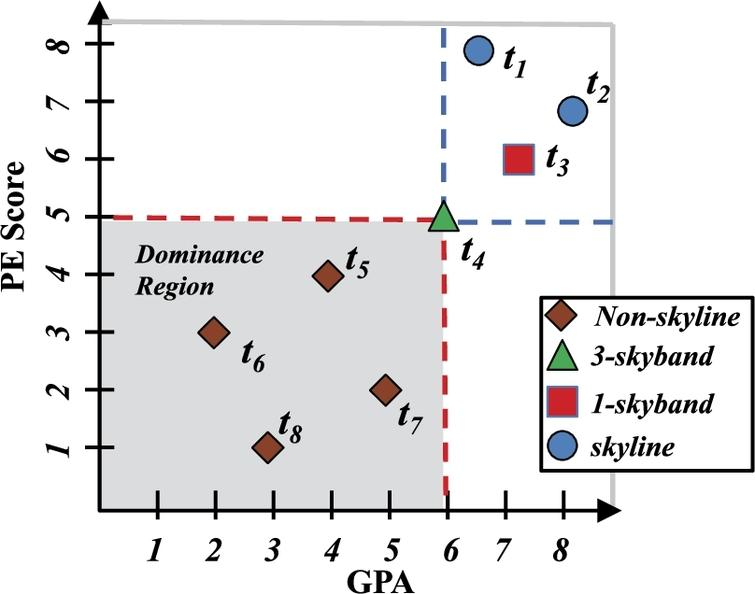 PE Score
8
7
6
5
4
3
2
1
t1
t2
t3
t4
Dominance
Region
t5
t6
t7
t8
Non-skyline
3-skyband
1-skyband
skyline
1 2 3 4 5 6 7 8
GPA